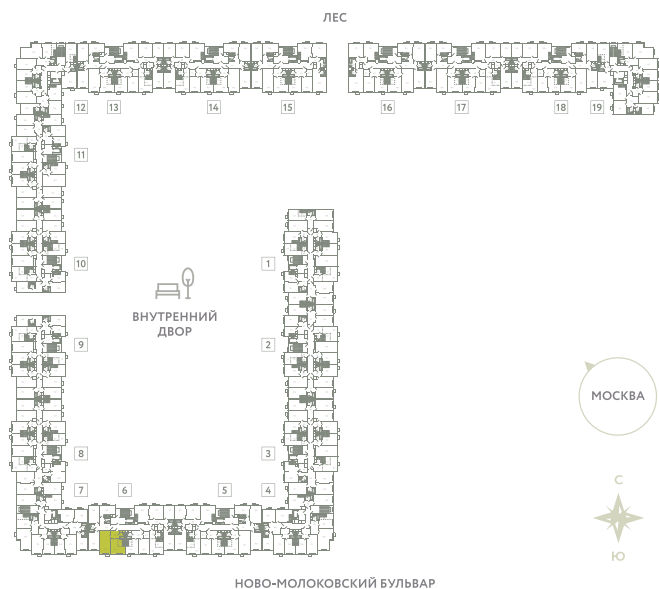 ЛЕС
12 13 14 15 16 17 18 19
11
10 1
ВНУТРЕННИЙ
ДВОР
9 2
МОСКВА
8 3
С
7 6 5 4
Ю
НОВО-МОЛОКОВСКИЙ БУЛЬВАР